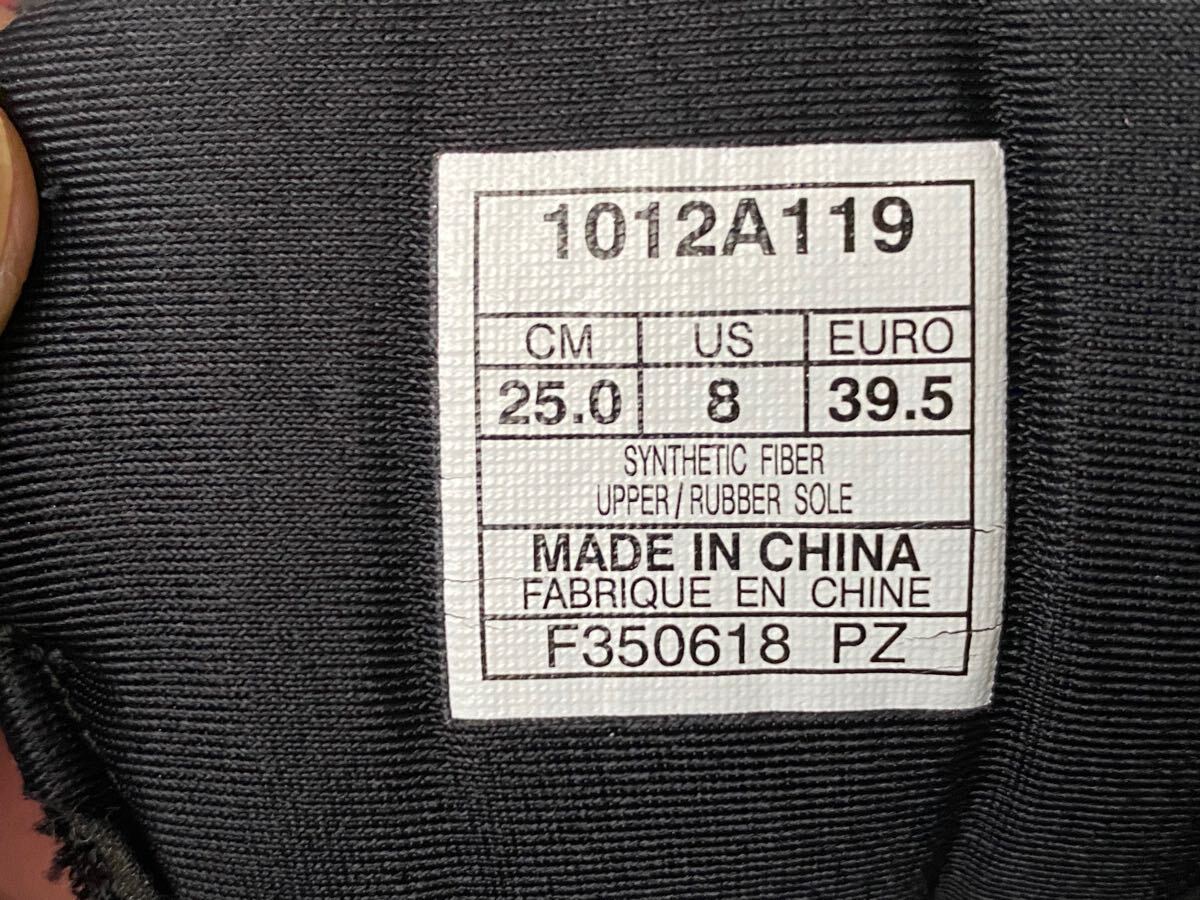 1012A119
CM US EURO
25.0 8 39.5
SYNTHETIC FIBER
UPPER/RUBBER SOLE
MADE IN CHINA
FABRIQUE EN CHINE
F350618 PZ